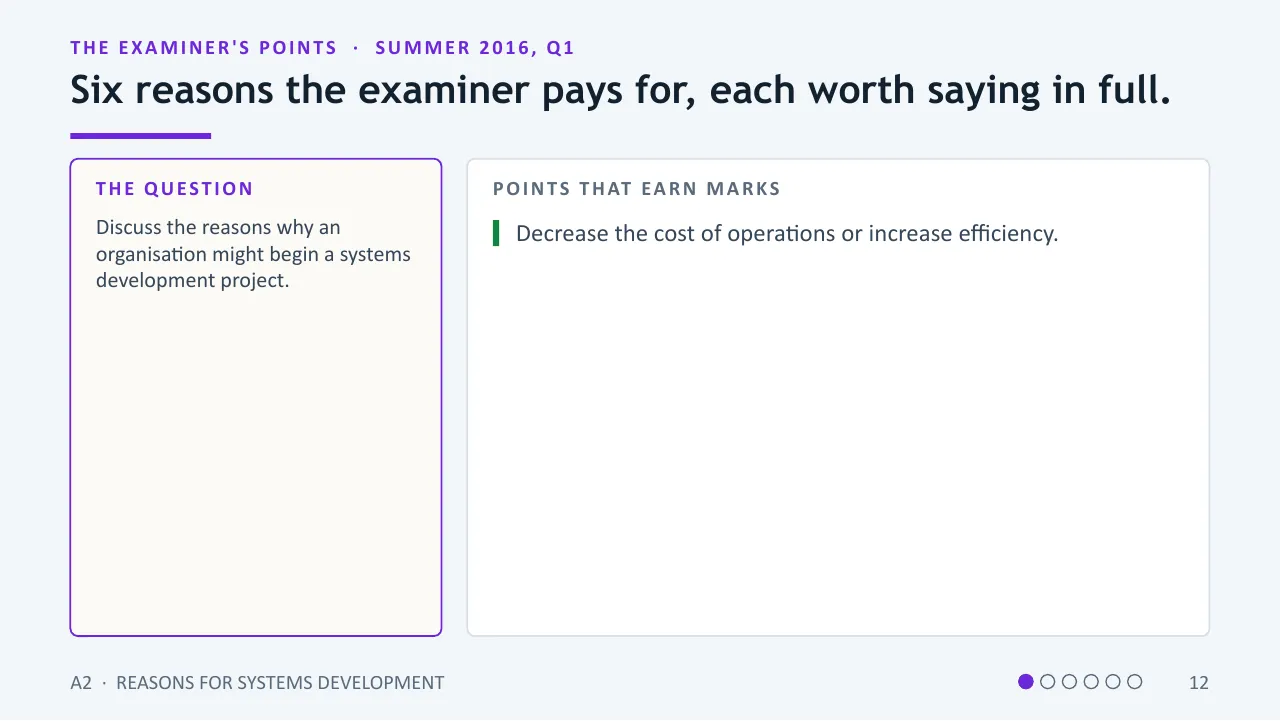 THE EXAMINER'S POINTS · SUMMER 2016, Q1
Six reasons the examiner pays for, each worth saying in full.
THE QUESTION
Discuss the reasons why an
organisation might begin a systems
development project.
POINTS THAT EARN MARKS
Decrease the cost of operations or increase efficiency.
A2 · REASONS FOR SYSTEMS DEVELOPMENT
12